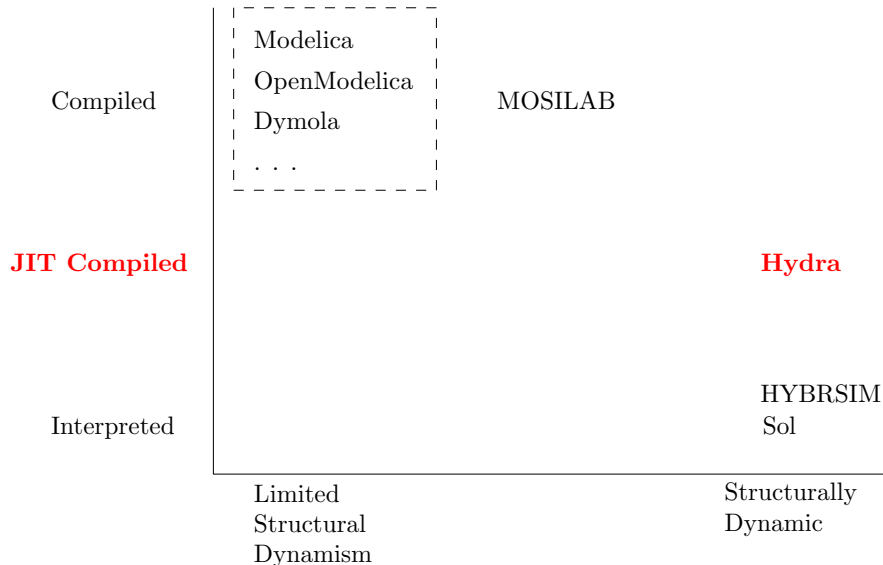 Modelica
OpenModelica
Compiled
MOSILAB
Dymola
. . .
JIT Compiled
Hydra
HYBRSIM
Interpreted
Sol
Limited
Structural
Dynamism
Structurally
Dynamic